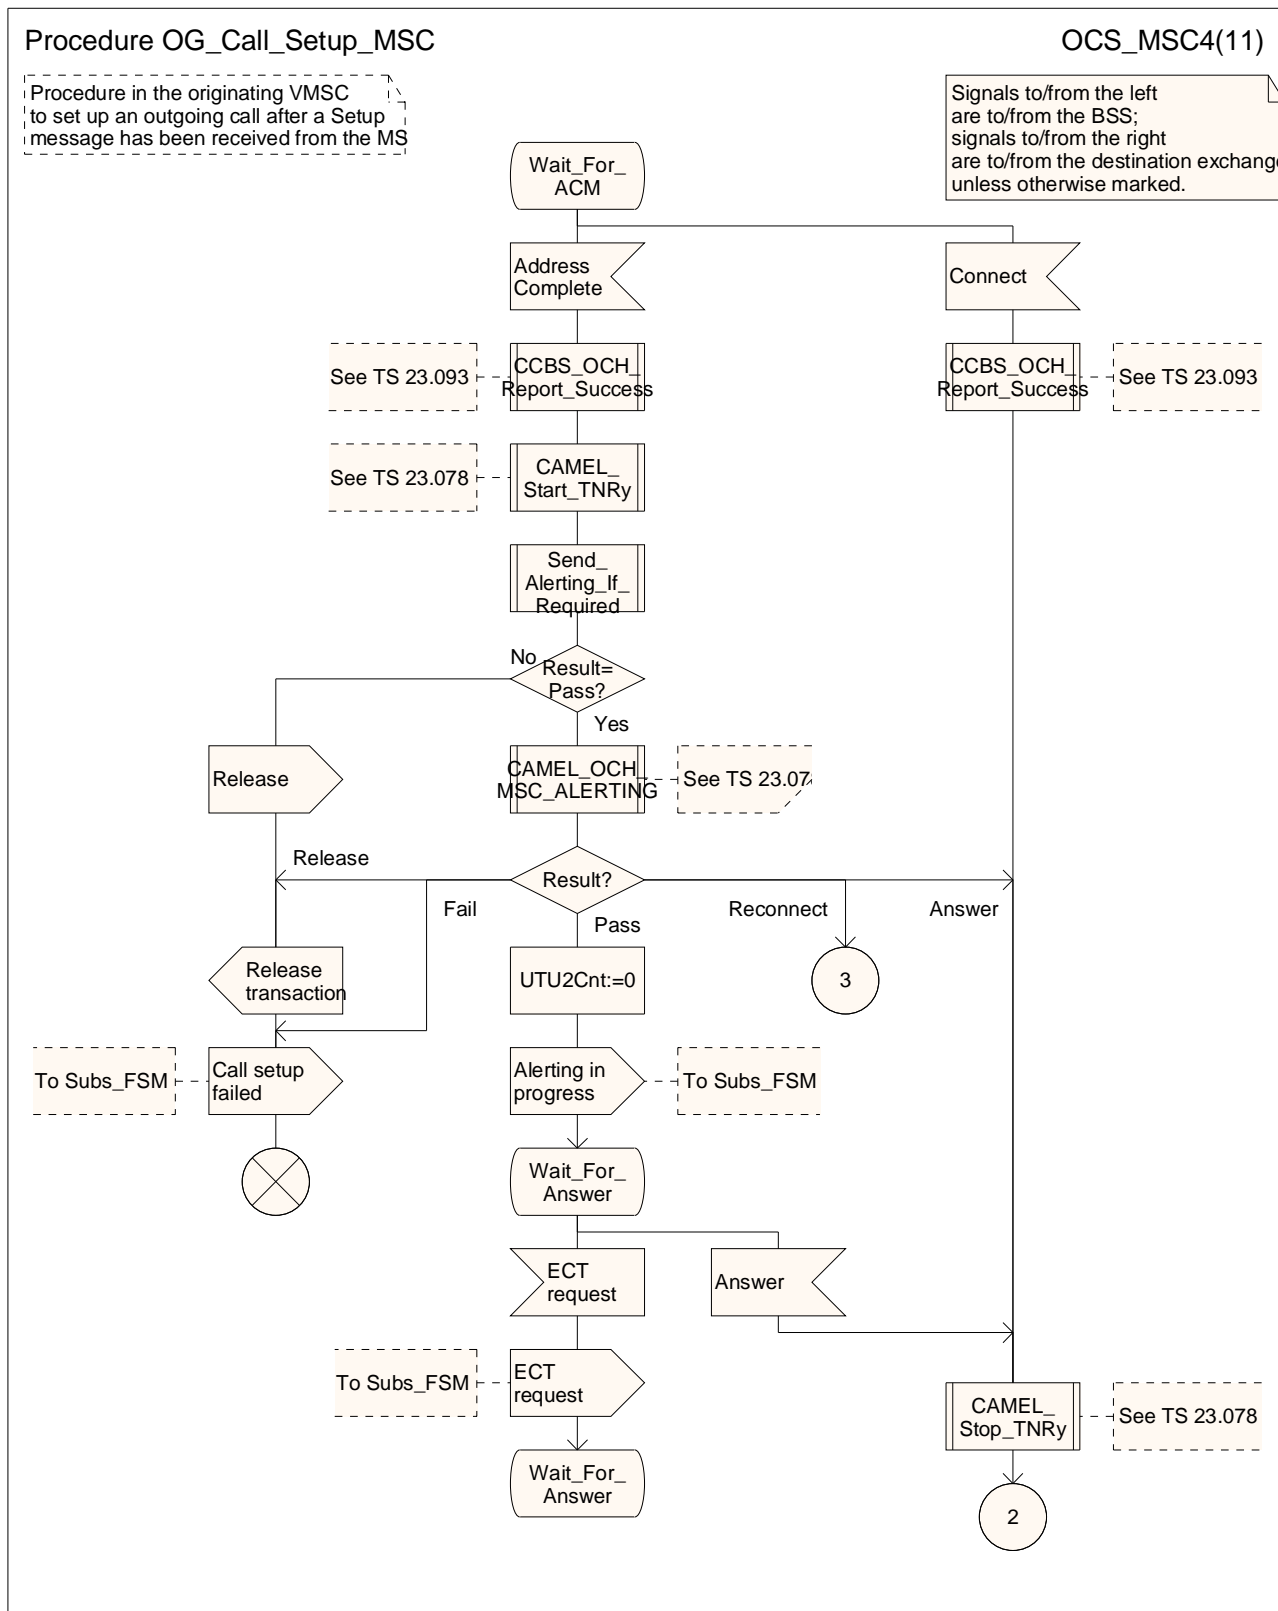 Procedure OG_Call_Setup_MSC
OCS_MSC4(11)
Procedure in the originating VMSC
to set up an outgoing call after a Setup
message has been received from the MS
Signals to/from the left
are to/from the BSS;
signals to/from the right
are to/from the destination exchange
unless otherwise marked.
Wait_For_
ACM
Address
Complete
Connect
See TS 23.093
CCBS_OCH_
Report_Success
CCBS_OCH_
Report_Success
See TS 23.093
See TS 23.078
CAMEL_
Start_TNRy
Send_
Alerting_If_
Required
No
Result=
Pass?
Yes
Release
CAMEL_OCH_
MSC_ALERTING
See TS 23.07
Release
Result?
Fail
Reconnect
Answer
Pass
Release
transaction
UTU2Cnt:=0
3
To Subs_FSM
Call setup
failed
Alerting in
progress
To Subs_FSM
Wait_For_
Answer
ECT
request
Answer
To Subs_FSM
ECT
request
CAMEL_
Stop_TNRy
See TS 23.078
Wait_For_
Answer
2